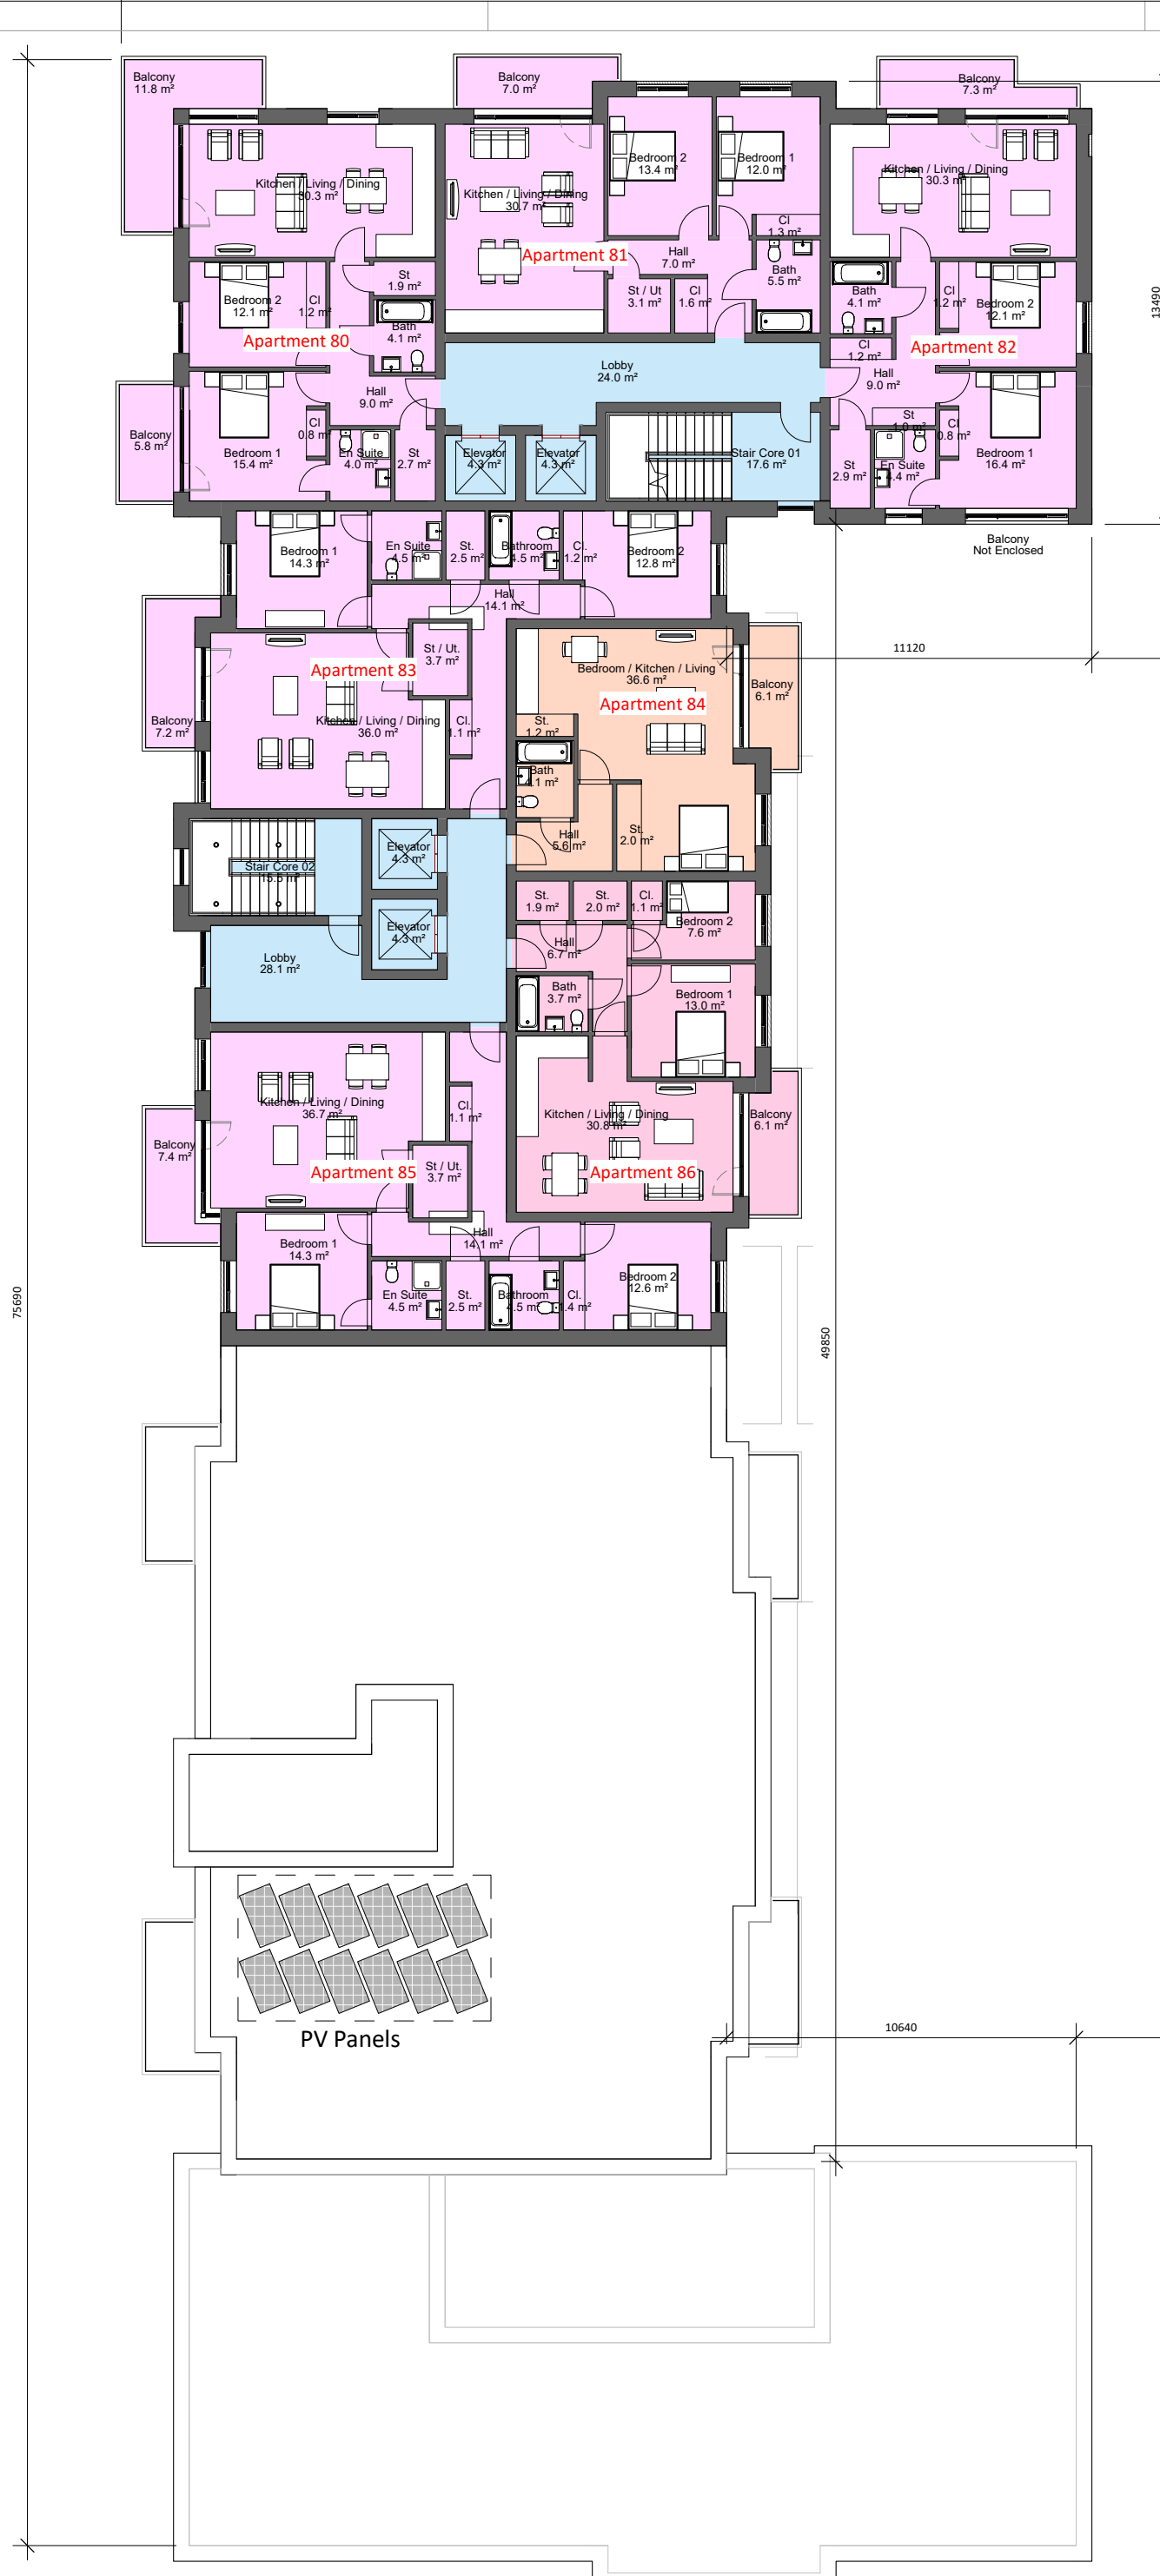 Balcony
11.8 m²
Balcony
7.0 m²
Balcony
7.3 m²
Kitchen / Living / Dining
30.3 m²
Kitchen / Living / Dining
30.7 m²
Bedroom 2
13.4 m²
Bedroom 1
12.0 m²
Kitchen / Living / Dining
30.3 m²
Cl
1.3 m²
Apartment 81
Hall
7.0 m²
Bath
5.5 m²
St / Ut
3.1 m²
Cl
1.6 m²
St
1.9 m²
Bedroom 2
12.1 m²
Cl
1.2 m²
Bath
4.1 m²
Apartment 80
Bath
4.1 m²
Cl
1.2 m²
Bedroom 2
12.1 m²
Cl
1.2 m²
Apartment 82
13490
Lobby
24.0 m²
Hall
9.0 m²
Hall
9.0 m²
Balcony
5.8 m²
Bedroom 1
15.4 m²
Cl
0.8 m²
En Suite
4.0 m²
St
2.7 m²
Elevator
4.3 m²
Elevator
4.3 m²
Stair Core 01
17.6 m²
St
1.0 m²
St
2.9 m²
En Suite
4.4 m²
Cl
0.8 m²
Bedroom 1
16.4 m²
Balcony
Not Enclosed
Bedroom 1
14.3 m²
En Suite
4.5 m²
St.
2.5 m²
Bathroom
4.5 m²
Cl.
1.2 m²
Bedroom 2
12.8 m²
Hall
14.1 m²
St / Ut.
3.7 m²
Apartment 83
Kitchen / Living / Dining
36.0 m²
Cl.
1.1 m²
Balcony
7.2 m²
11120
Bedroom / Kitchen / Living
36.6 m²
Apartment 84
Balcony
6.1 m²
St.
1.2 m²
Bath
4.1 m²
Hall
5.6 m²
St.
2.0 m²
Stair Core 02
15.5 m²
Elevator
4.3 m²
Elevator
4.3 m²
Lobby
28.1 m²
St.
1.9 m²
St.
2.0 m²
Cl.
1.1 m²
Bedroom 2
7.6 m²
Hall
6.7 m²
Bath
3.7 m²
Bedroom 1
13.0 m²
Kitchen / Living / Dining
36.7 m²
Cl.
1.1 m²
Kitchen / Living / Dining
30.8 m²
Balcony
6.1 m²
Balcony
7.4 m²
Apartment 85
St / Ut.
3.7 m²
Apartment 86
Bedroom 1
14.3 m²
Hall
14.1 m²
En Suite
4.5 m²
St.
2.5 m²
Bathroom
4.5 m²
Cl.
1.4 m²
Bedroom 2
12.6 m²
75690
49850
PV Panels
10640